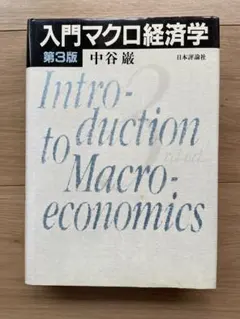 入門マクロ経済学
第3版 中谷 巌 日本評論社
Intro-
duction
to
Macro-
economics